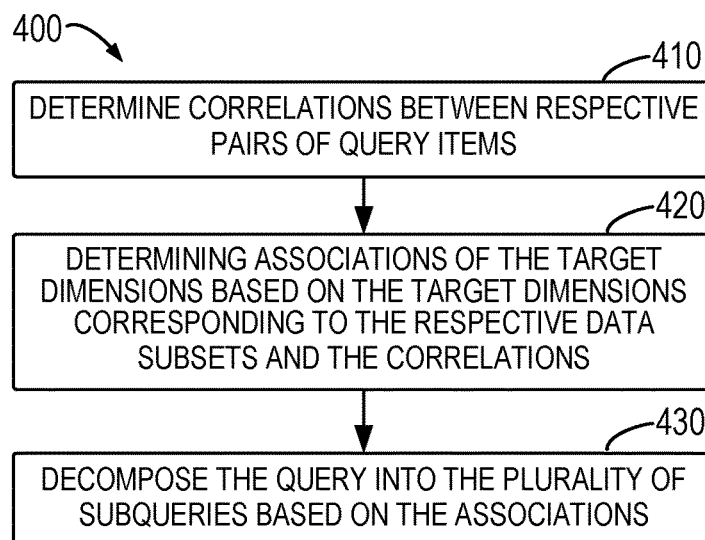 400
410
DETERMINE CORRELATIONS BETWEEN RESPECTIVE
PAIRS OF QUERY ITEMS
420
DETERMINING ASSOCIATIONS OF THE TARGET
DIMENSIONS BASED ON THE TARGET DIMENSIONS
CORRESPONDING TO THE RESPECTIVE DATA
SUBSETS AND THE CORRELATIONS
430
DECOMPOSE THE QUERY INTO THE PLURALITY OF
SUBQUERIES BASED ON THE ASSOCIATIONS